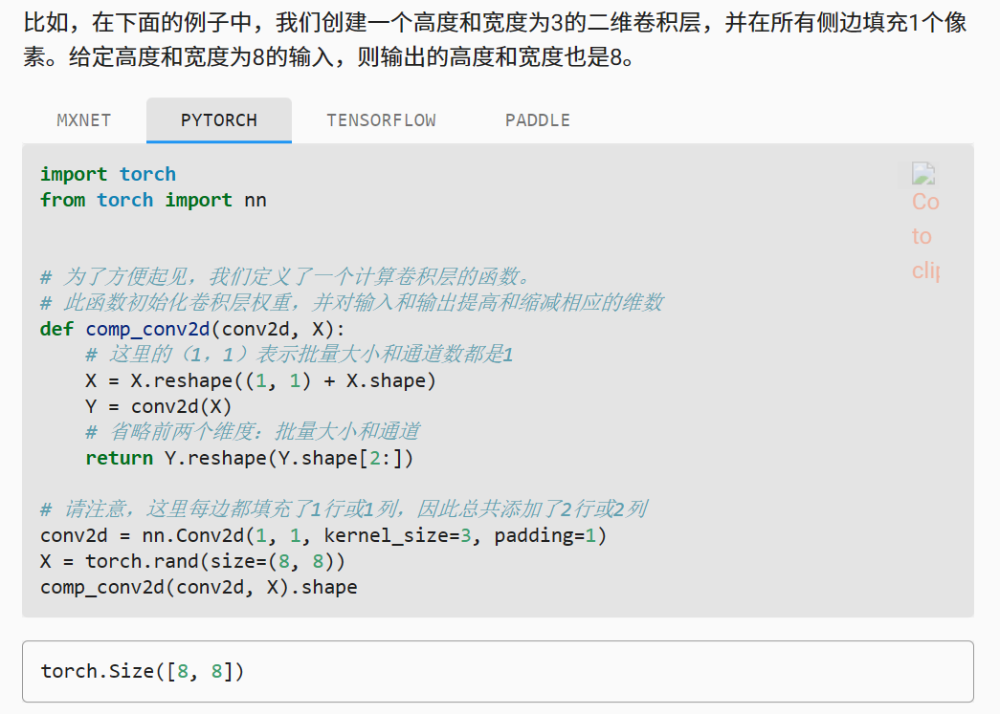 比如，在下面的例子中，我们创建一个高度和宽度为3的二维卷积层，并在所有侧边填充1个像
素。给定高度和宽度为8的输入，则输出的高度和宽度也是8。
MXNET PYTORCH TENSORFLOW PADDLE
import torch
from torch import nn
Co
to
clip
# 为了方便起见，我们定义了一个计算卷积层的函数。
# 此函数初始化卷积层权重，并对输入和输出提高和缩减相应的维数
def comp_conv2d(conv2d, X):
    # 这里的（1，1）表示批量大小和通道数都是1
    X = X.reshape((1, 1) + X.shape)
    Y = conv2d(X)
    # 省略前两个维度：批量大小和通道
    return Y.reshape(Y.shape[2:])
# 请注意，这里每边都填充了1行或1列，因此总共添加了2行或2列
conv2d = nn.Conv2d(1, 1, kernel_size=3, padding=1)
X = torch.rand(size=(8, 8))
comp_conv2d(conv2d, X).shape
torch.Size([8, 8])